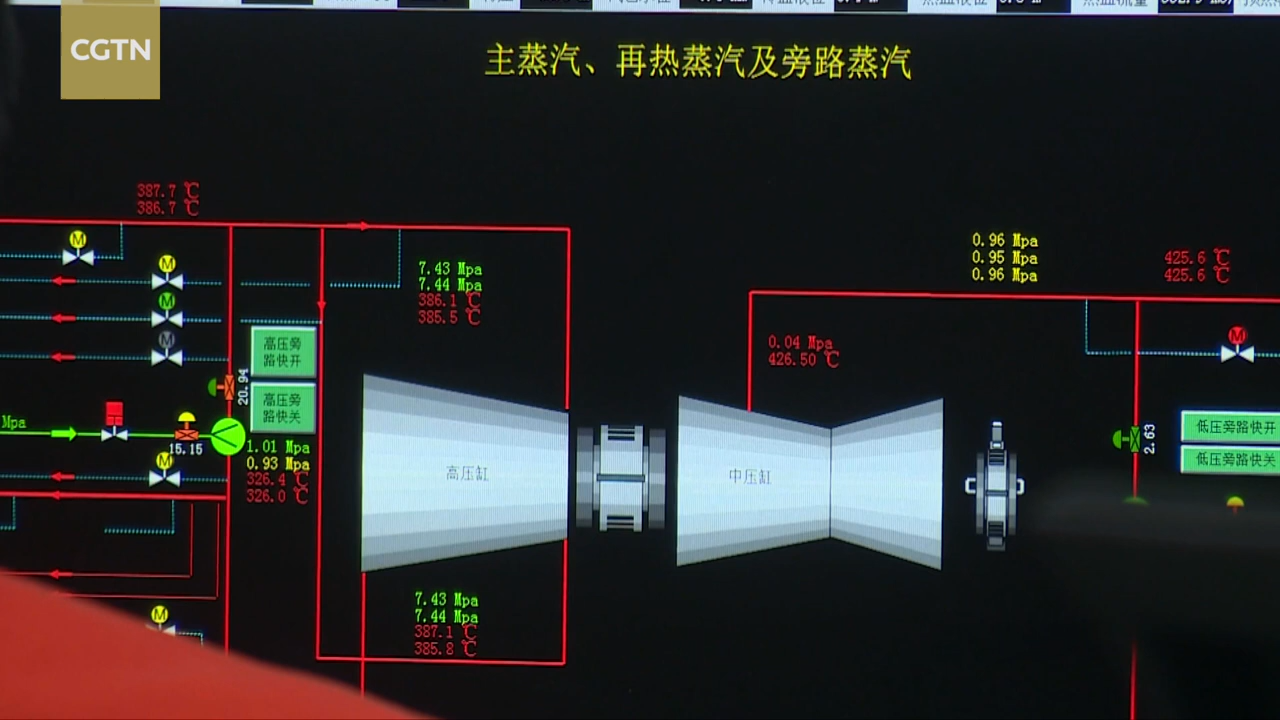 CGTN
主蒸汽、再热蒸汽及旁路蒸汽
387.7 ℃
386.7 ℃
M
M
M
M
7.43 Mpa
7.44 Mpa
386.1 ℃
385.5 ℃
0.96 Mpa
0.95 Mpa
0.96 Mpa
425.6 ℃
425.6 ℃
0.04 Mpa
426.50 ℃
M
高压旁
路快开
高压旁
路快关
20.94
Mpa
15.15
1.01 Mpa
0.93 Mpa
326.4 ℃
326.0 ℃
M
高压缸
中压缸
2.63
低压旁路快开
低压旁路快关
7.43 Mpa
7.44 Mpa
387.1 ℃
385.8 ℃
M